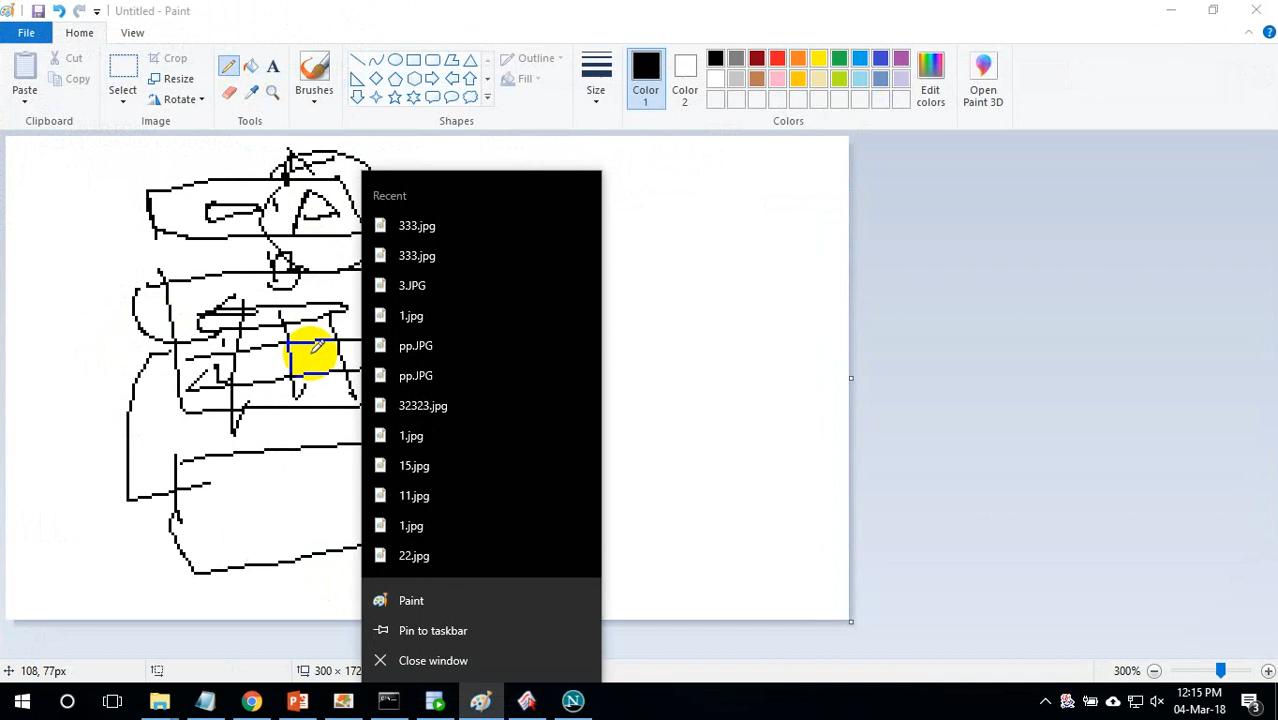 Untitled - Paint
File
Home
View
Paste
Cut
Copy
Clipboard
Select
Crop
Resize
Rotate
Image
Tools
Brushes
Outline
Fill
Shapes
Size
Color 1
Color 2
Edit colors
Colors
Open Paint 3D
Recent
333.jpg
333.jpg
3.JPG
1.jpg
pp.JPG
pp.JPG
32323.jpg
1.jpg
15.jpg
11.jpg
1.jpg
22.jpg
Paint
Pin to taskbar
Close window
108, 77px
300 × 172
300%
12:15 PM
04-Mar-18
3